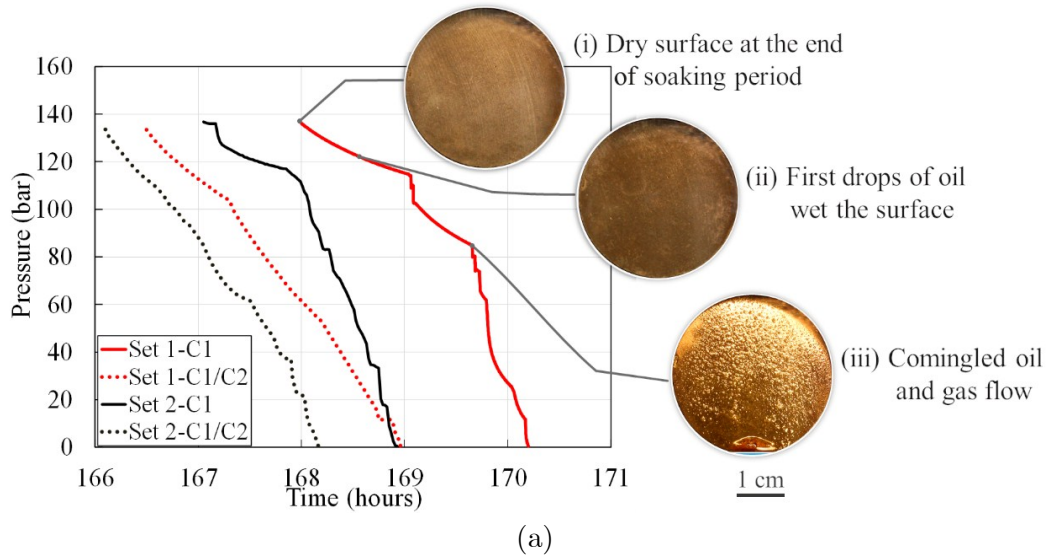 (i) Dry surface at the end
of soaking period
(ii) First drops of oil
wet the surface
(iii) Comingled oil
and gas flow
1 cm
Pressure (bar)
160
140
120
100
80
60
40
20
0
Set 1-C1
Set 1-C1/C2
Set 2-C1
Set 2-C1/C2
166 167 168 169 170 171
Time (hours)
(a)